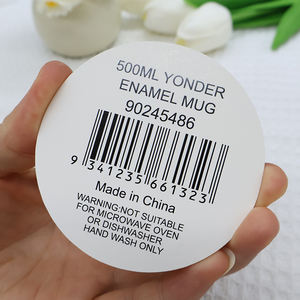 500ML YONDER
ENAMEL MUG
90245486
9 341235 661323
Made in China
WARNING:NOT SUITABLE
FOR MICROWAVE OVEN
OR DISHWASHER
HAND WASH ONLY